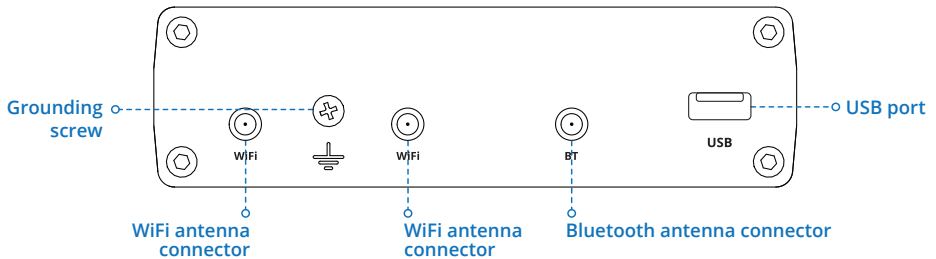 Grounding
screw
USB port
USB
WiFi
WiFi
BT
WiFi antenna
connector
WiFi antenna
connector
Bluetooth antenna connector